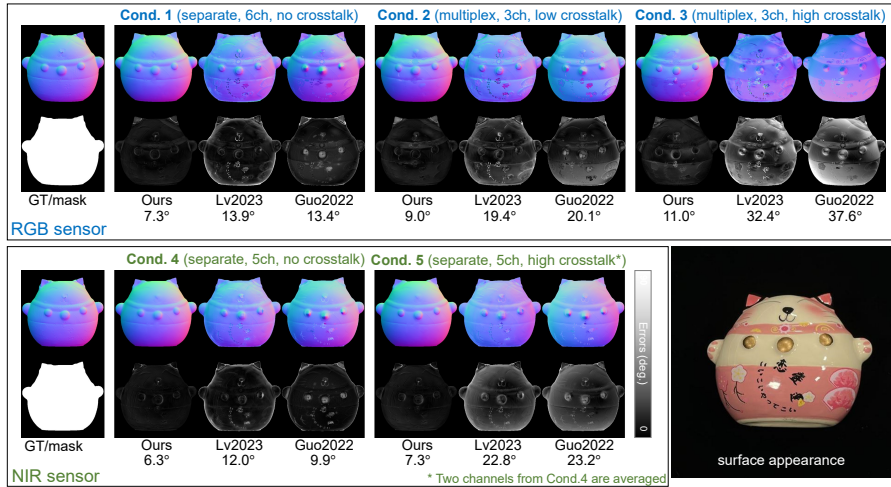 Cond. 1 (separate, 6ch, no crosstalk)
Cond. 2 (multiplex, 3ch, low crosstalk)
Cond. 3 (multiplex, 3ch, high crosstalk)
GT/mask
Ours
Lv2023
Guo2022
Ours
Lv2023
Guo2022
Ours
Lv2023
Guo2022
7.3°
13.9°
13.4°
9.0°
19.4°
20.1°
11.0°
32.4°
37.6°
RGB sensor
Cond. 4 (separate, 5ch, no crosstalk)
Cond. 5 (separate, 5ch, high crosstalk*)
Errors (deg.)
0
GT/mask
Ours
Lv2023
Guo2022
Ours
Lv2023
Guo2022
6.3°
12.0°
9.9°
7.3°
22.8°
23.2°
NIR sensor
* Two channels from Cond.4 are averaged
surface appearance